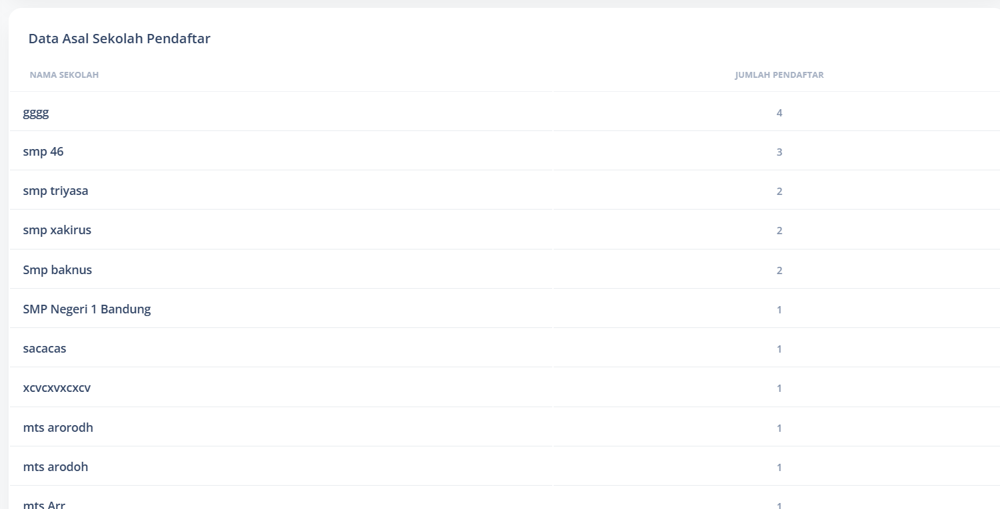 Data Asal Sekolah Pendaftar
NAMA SEKOLAH JUMLAH PENDAFTAR
gggg 4
smp 46 3
smp triyasa 2
smp xakirus 2
Smp baknus 2
SMP Negeri 1 Bandung 1
sacacas 1
xcvcxvxcxcv 1
mts arorodh 1
mts arodoh 1
mts Arr 1